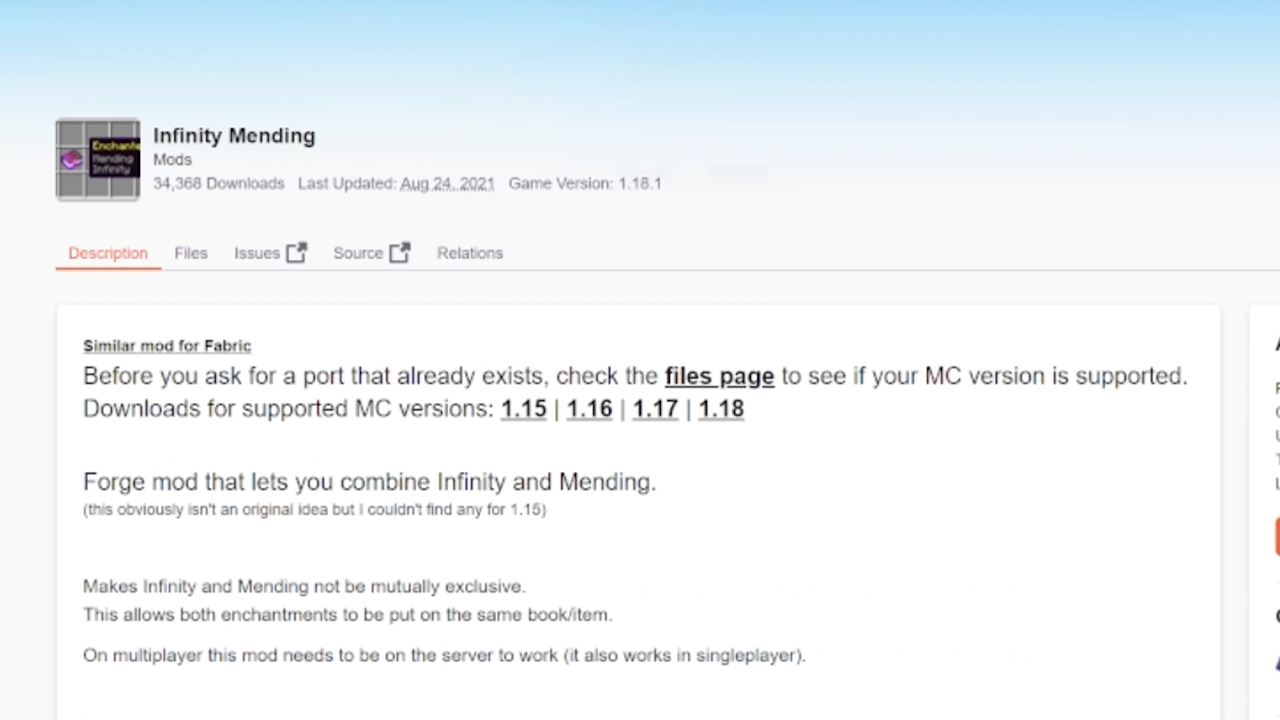 Enchante
Mending
Infinity
Infinity Mending
Mods
34,368 Downloads Last Updated: Aug 24, 2021 Game Version: 1.18.1
Description Files Issues Source Relations
Similar mod for Fabric
Before you ask for a port that already exists, check the files page to see if your MC version is supported.
Downloads for supported MC versions: 1.15 | 1.16 | 1.17 | 1.18
Forge mod that lets you combine Infinity and Mending.
(this obviously isn't an original idea but I couldn't find any for 1.15)
Makes Infinity and Mending not be mutually exclusive.
This allows both enchantments to be put on the same book/item.
On multiplayer this mod needs to be on the server to work (it also works in singleplayer).